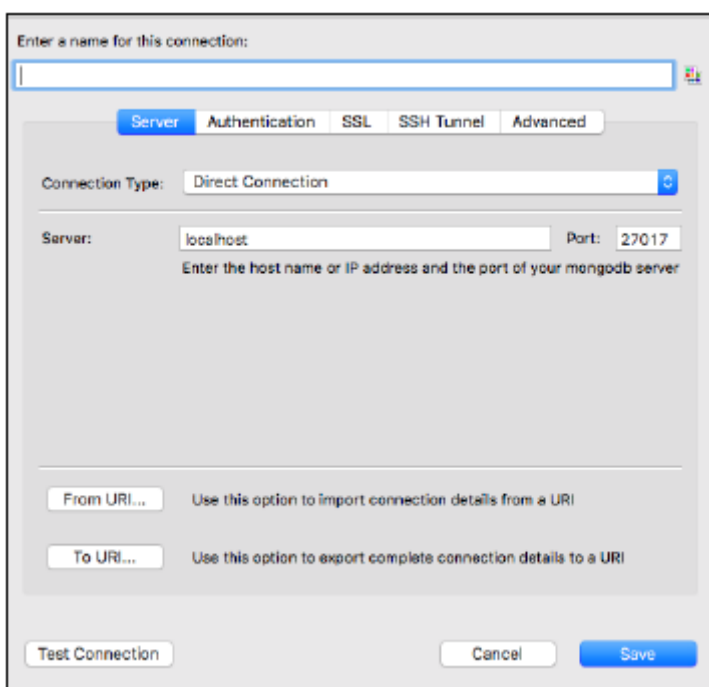 Enter a name for this connection:
Server Authentication SSL SSH Tunnel Advanced
Connection Type: Direct Connection
Server: localhost Port: 27017
Enter the host name or IP address and the port of your mongodb server
From URI... Use this option to import connection details from a URI
To URI... Use this option to export complete connection details to a URI
Test Connection Cancel Save